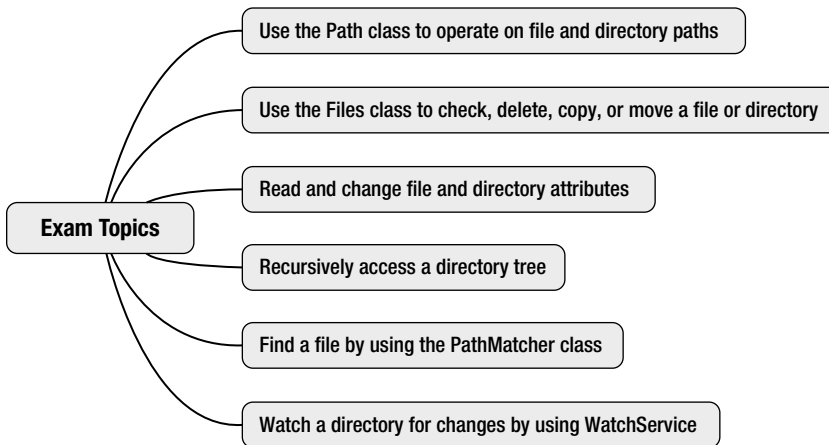 Use the Path class to operate on file and directory paths
Use the Files class to check, delete, copy, or move a file or directory
Read and change file and directory attributes
Exam Topics
Recursively access a directory tree
Find a file by using the PathMatcher class
Watch a directory for changes by using WatchService